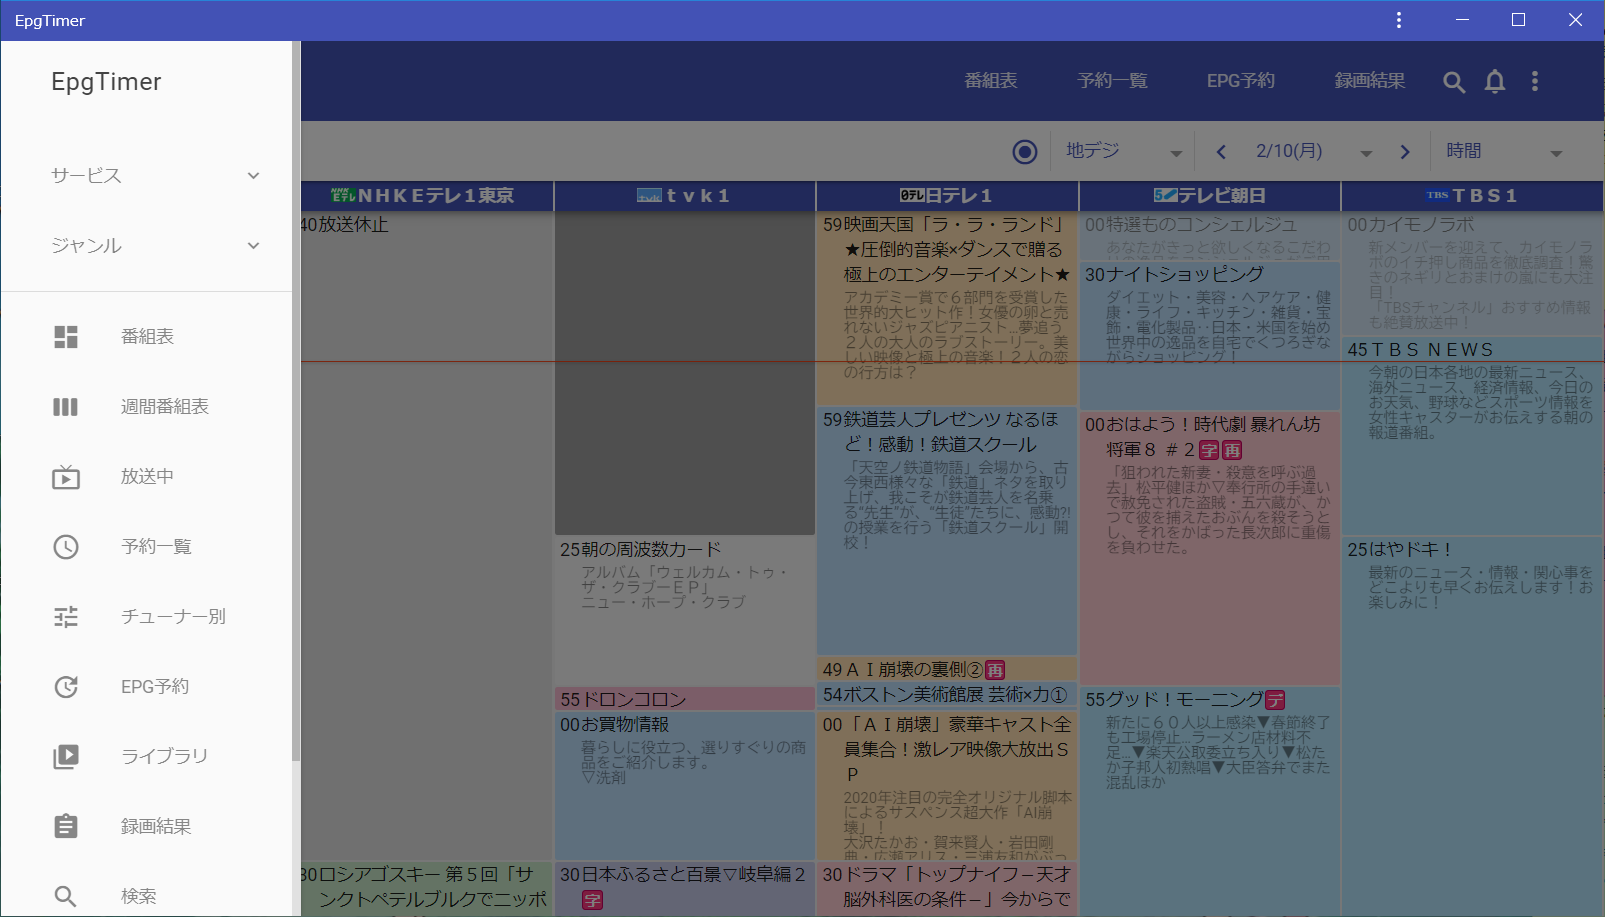 EpgTimer
EpgTimer
サービス
ジャンル
番組表
週間番組表
放送中
予約一覧
チューナー別
EPG予約
ライブラリ
録画結果
検索
番組表
予約一覧
EPG予約
録画結果
地デジ
2/10(月)
時間
NHK Eテレ NHKEテレ1東京
tvk tvk1
日テレ 日テレ1
5 テレビ朝日
TBS TBS1
40放送休止
30ロシアゴスキー 第５回「サ
ンクトペテルブルクでニッポ
25朝の周波数カード
アルバム「ウェルカム・トゥ・
ザ・クラブーＥＰ」
ニュー・ホープ・クラブ
55ドロンコロン
00お買物情報
暮らしに役立つ、選りすぐりの商
品をご紹介します。
▽洗剤
30日本ふるさと百景▽岐阜編２
字
59映画天国「ラ・ラ・ランド」
★圧倒的音楽×ダンスで贈る
極上のエンターテイメント★
アカデミー賞で６部門を受賞した
世界的大ヒット作！女優の卵と売
れないジャズピアニスト…夢追う
２人の大人のラブストーリー。美
しい映像と極上の音楽！２人の恋
の行方は？
59鉄道芸人プレゼンツ なるほ
ど！感動！鉄道スクール
「天空ノ鉄道物語」会場から、古
今東西様々な「鉄道」ネタを取り
上げ、我こそが鉄道芸人を名乗
る“先生”が、“生徒”たちに、感動?!
の授業を行う「鉄道スクール」開
校！
49ＡＩ崩壊の裏側②再
54ボストン美術館展 芸術×力①
00「ＡＩ崩壊」豪華キャスト全
員集合！激レア映像大放出Ｓ
Ｐ
2020年注目の完全オリジナル脚本
によるサスペンス超大作「AI崩
壊」！
大沢たかお・賀来賢人・岩田剛
典・広瀬アリス・三浦友和がぶっ
30ドラマ「トップナイフ－天才
脳外科医の条件－」今からで
00特選ものコンシェルジュ
あなたがきっと欲しくなるこだわ
30ナイトショッピング
ダイエット・美容・ヘアケア・健
康・ライフ・キッチン・雑貨・宝
飾・電化製品‥日本・米国を始め
世界中の逸品を自宅でくつろぎな
がらショッピング！
00おはよう！時代劇 暴れん坊
将軍８ ＃２字再
「狙われた新妻・殺意を呼ぶ過
去」松平健ほか▽奉行所の手違い
で赦免された盗賊・五六蔵が、か
つて彼を捕えたおぶんを殺そうと
し、それをかばった長次郎に重傷
を負わせた。
55グッド！モーニングデ
新たに６０人以上感染▼春節終了
も工場停止…ラーメン店材料不
足…▼楽天公取委立ち入り▼松た
か子邦人初熱唱▼大臣答弁でまた
混乱ほか
00カイモノラボ
新メンバーを迎えて、カイモノラ
ボのイチ押し商品を徹底調査！驚
きのネギリとおまけの嵐にも大注
目！
「TBSチャンネル」おすすめ情報
も絶賛放送中！
45ＴＢＳ ＮＥＷＳ
今朝の日本各地の最新ニュース、
海外ニュース、経済情報、今日の
お天気、野球などスポーツ情報を
女性キャスターがお伝えする朝の
報道番組。
25はやドキ！
最新のニュース・情報・関心事を
どこよりも早くお伝えします！お
楽しみに！